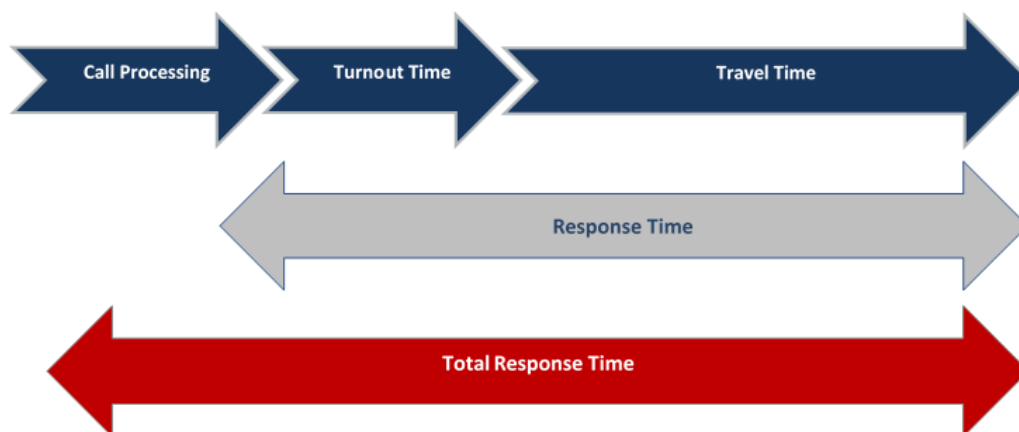 Call Processing
Turnout Time
Travel Time
Response Time
Total Response Time